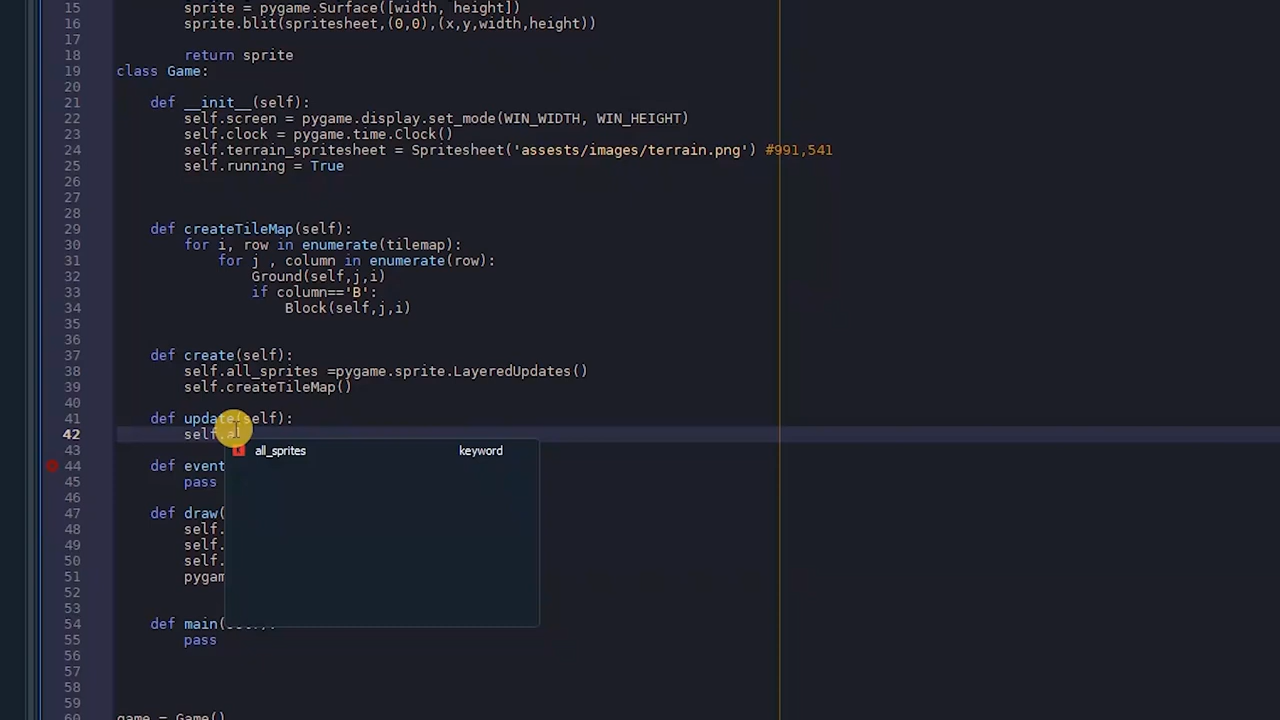 15 sprite = pygame.Surface([width, height])
16 sprite.blit(spritesheet,(0,0),(x,y,width,height))
17
18 return sprite
19 class Game:
20
21 def __init__(self):
22 self.screen = pygame.display.set_mode(WIN_WIDTH, WIN_HEIGHT)
23 self.clock = pygame.time.Clock()
24 self.terrain_spritesheet = Spritesheet('assests/images/terrain.png') #991,541
25 self.running = True
26
27
28
29 def createTileMap(self):
30 for i, row in enumerate(tilemap):
31 for j , column in enumerate(row):
32 Ground(self,j,i)
33 if column=='B':
34 Block(self,j,i)
35
36
37 def create(self):
38 self.all_sprites =pygame.sprite.LayeredUpdates()
39 self.createTileMap()
40
41 def update(self):
42 self.al
43 all_sprites keyword
44 def event
45 pass
46
47 def draw(
48 self.
49 self.
50 self.
51 pygam
52
53
54 def main(self):
55 pass
56
57
58
59
60 game = Game()